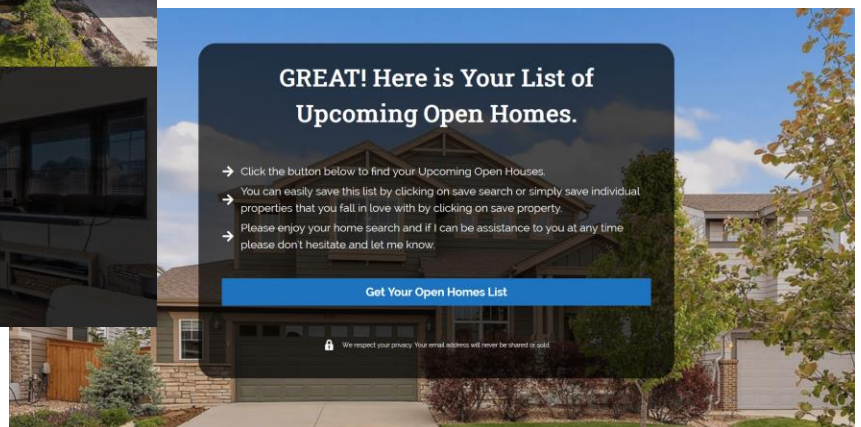 GREAT! Here is Your List of
Upcoming Open Homes.
Click the button below to find your Upcoming Open Houses.
You can easily save this list by clicking on save search or simply save individual
properties that you fall in love with by clicking on save property.
Please enjoy your home search and if I can be assistance to you at any time
please don't hesitate and let me know.
Get Your Open Homes List
We respect your privacy. Your email address will never be shared or sold.